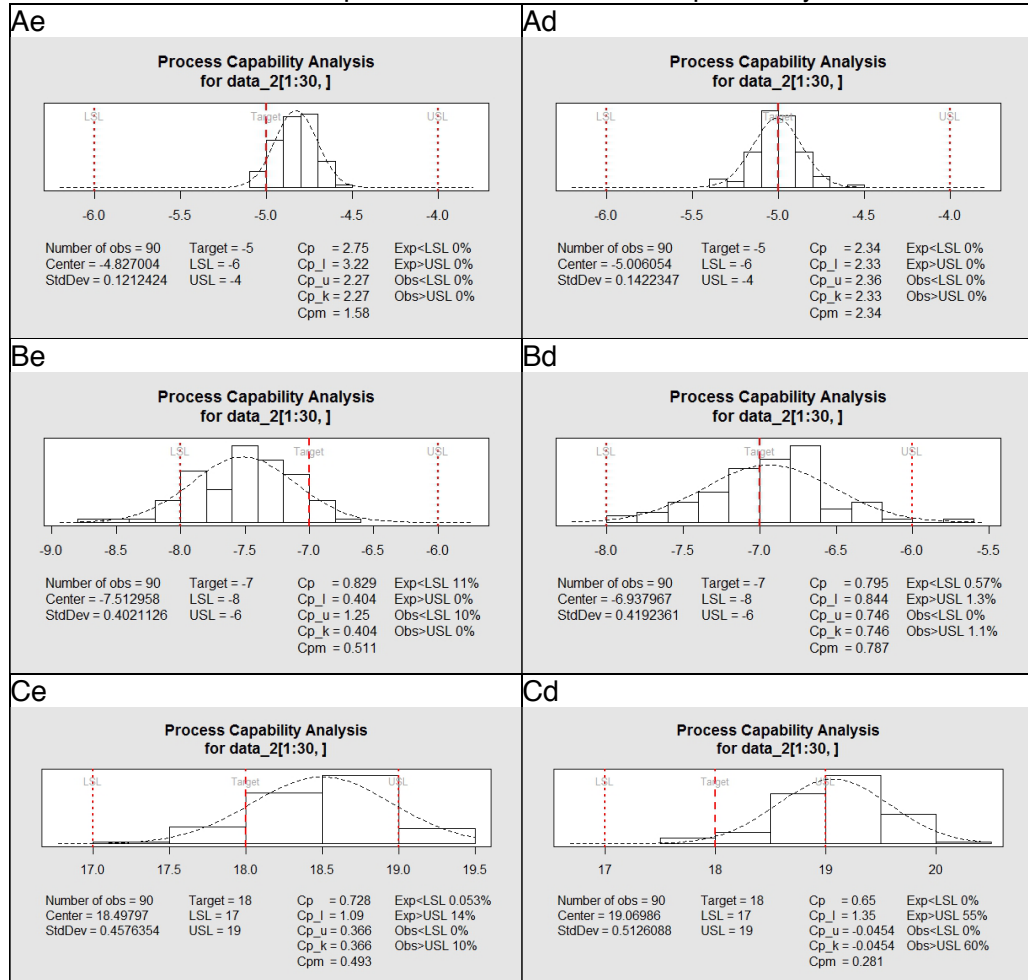 Ae
Process Capability Analysis
for data_2[1:30, ]
LSL Target USL
-6.0 -5.5 -5.0 -4.5 -4.0
Number of obs = 90 Target = -5 Cp = 2.75 Exp<LSL 0%
Center = -4.827004 LSL = -6 Cp_l = 3.22 Exp>USL 0%
StdDev = 0.1212424 USL = -4 Cp_u = 2.27 Obs<LSL 0%
Cp_k = 2.27 Obs>USL 0%
Cpm = 1.58
Ad
Process Capability Analysis
for data_2[1:30, ]
LSL Target USL
-6.0 -5.5 -5.0 -4.5 -4.0
Number of obs = 90 Target = -5 Cp = 2.34 Exp<LSL 0%
Center = -5.006054 LSL = -6 Cp_l = 2.33 Exp>USL 0%
StdDev = 0.1422347 USL = -4 Cp_u = 2.36 Obs<LSL 0%
Cp_k = 2.33 Obs>USL 0%
Cpm = 2.34
Be
Process Capability Analysis
for data_2[1:30, ]
LSL Target USL
-9.0 -8.5 -8.0 -7.5 -7.0 -6.5 -6.0
Number of obs = 90 Target = -7 Cp = 0.829 Exp<LSL 11%
Center = -7.512958 LSL = -8 Cp_l = 0.404 Exp>USL 0%
StdDev = 0.4021126 USL = -6 Cp_u = 1.25 Obs<LSL 10%
Cp_k = 0.404 Obs>USL 0%
Cpm = 0.511
Bd
Process Capability Analysis
for data_2[1:30, ]
LSL Target USL
-8.0 -7.5 -7.0 -6.5 -6.0 -5.5
Number of obs = 90 Target = -7 Cp = 0.795 Exp<LSL 0.57%
Center = -6.937967 LSL = -8 Cp_l = 0.844 Exp>USL 1.3%
StdDev = 0.4192361 USL = -6 Cp_u = 0.746 Obs<LSL 0%
Cp_k = 0.746 Obs>USL 1.1%
Cpm = 0.787
Ce
Process Capability Analysis
for data_2[1:30, ]
LSL Target USL
17.0 17.5 18.0 18.5 19.0 19.5
Number of obs = 90 Target = 18 Cp = 0.728 Exp<LSL 0.053%
Center = 18.49797 LSL = 17 Cp_l = 1.09 Exp>USL 14%
StdDev = 0.4576354 USL = 19 Cp_u = 0.366 Obs<LSL 0%
Cp_k = 0.366 Obs>USL 10%
Cpm = 0.493
Cd
Process Capability Analysis
for data_2[1:30, ]
LSL Target USL
17 18 19 20
Number of obs = 90 Target = 18 Cp = 0.65 Exp<LSL 0%
Center = 19.06986 LSL = 17 Cp_l = 1.35 Exp>USL 55%
StdDev = 0.5126088 USL = 19 Cp_u = -0.0454 Obs<LSL 0%
Cp_k = -0.0454 Obs>USL 60%
Cpm = 0.281